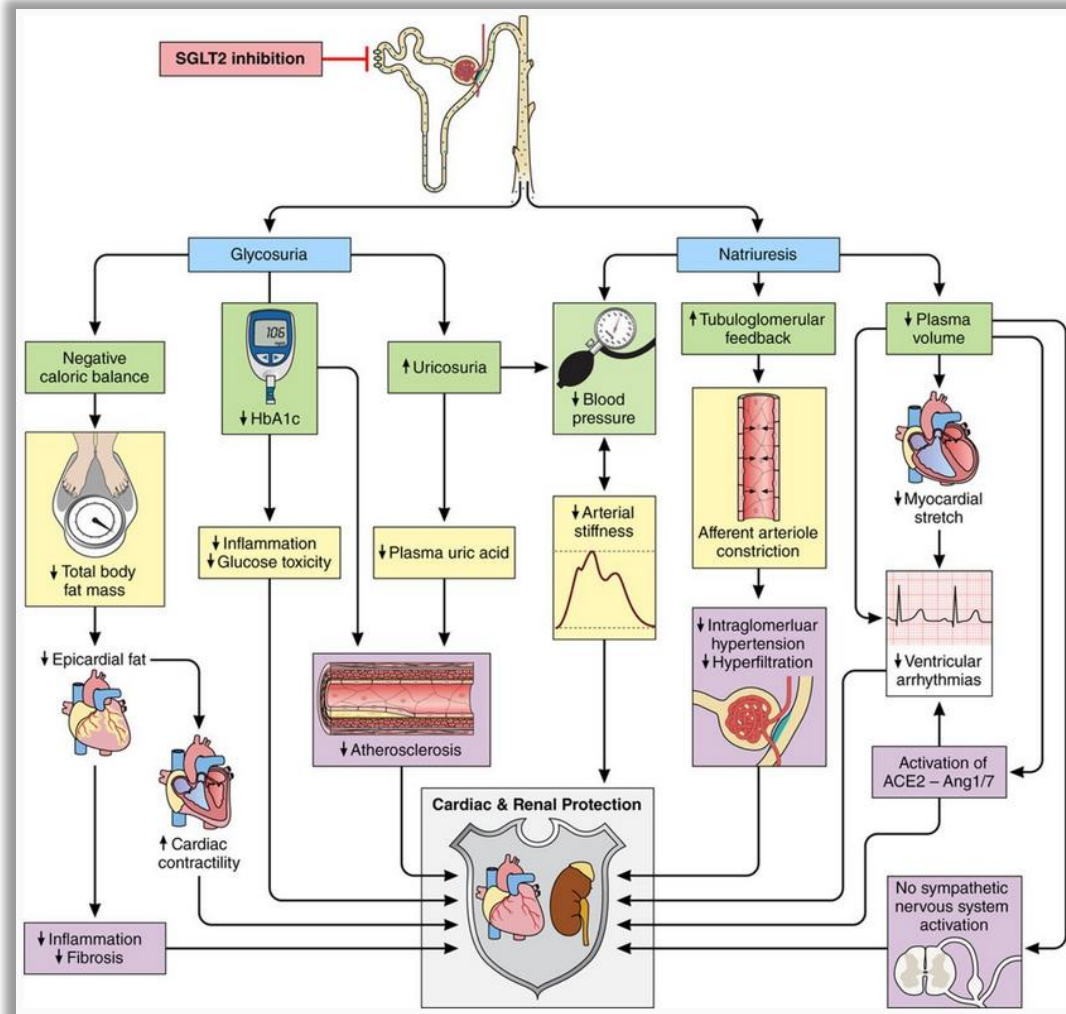 SGLT2 inhibition
Glycosuria
Natriuresis
Negative
caloric balance
106
↓ HbA1c
↑ Uricosuria
↓ Blood
pressure
↑ Tubuloglomerular
feedback
↓ Plasma
volume
↓ Total body
fat mass
↓ Inflammation
↓ Glucose toxicity
↓ Plasma uric acid
↓ Arterial
stiffness
Afferent arteriole
constriction
↓ Myocardial
stretch
↓ Epicardial fat
↑ Cardiac
contractility
↓ Atherosclerosis
↓ Intraglomerluar
hypertension
↓ Hyperfiltration
↓ Ventricular
arrhythmias
Activation of
ACE2 – Ang1/7
Cardiac & Renal Protection
↓ Inflammation
↓ Fibrosis
No sympathetic
nervous system
activation